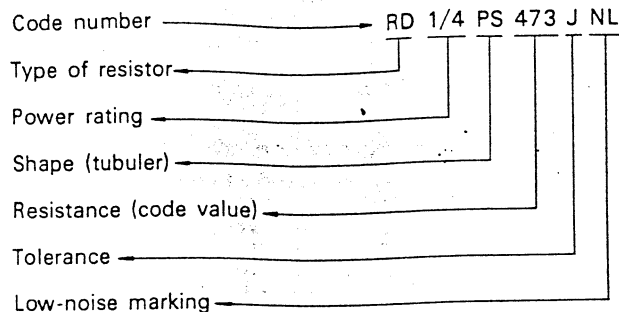 Code number RD 1/4 PS 473 J NL
Type of resistor
Power rating
Shape (tubuler)
Resistance (code value)
Tolerance
Low-noise marking